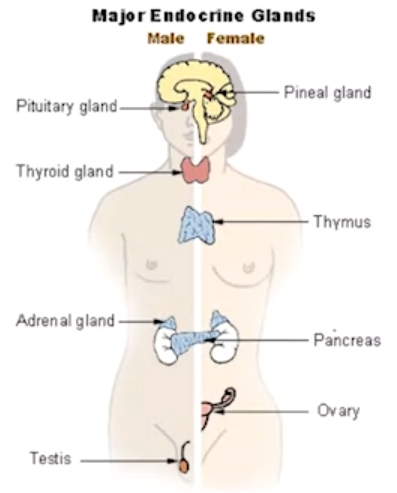 Major Endocrine Glands
Male Female
Pineal gland
Pituitary gland
Thyroid gland
Thymus
Adrenal gland
Pancreas
Ovary
Testis